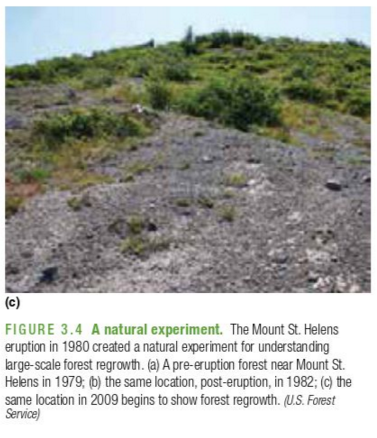 (c)
FIGURE 3.4 A natural experiment. The Mount St. Helens
eruption in 1980 created a natural experiment for understanding
large-scale forest regrowth. (a) A pre-eruption forest near Mount St.
Helens in 1979; (b) the same location, post-eruption, in 1982; (c) the
same location in 2009 begins to show forest regrowth. (U.S. Forest
Service)